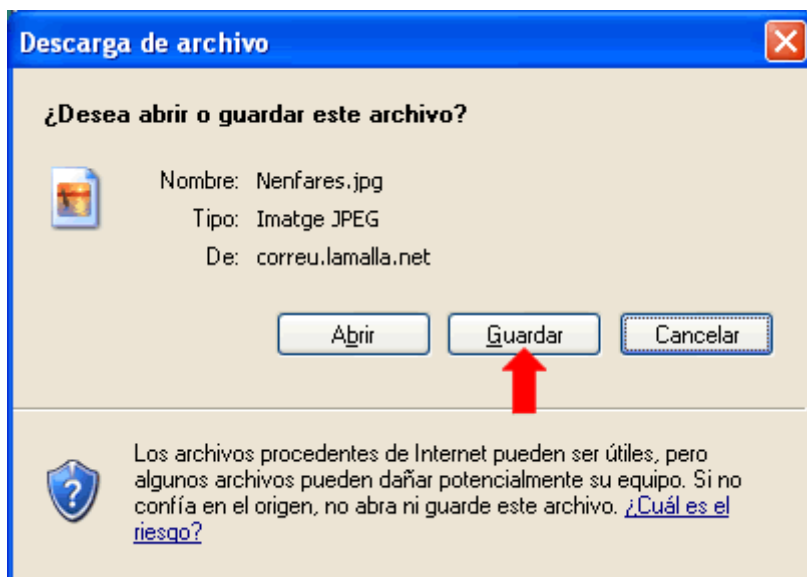 Descarga de archivo
¿Desea abrir o guardar este archivo?
Nombre: Nenfares.jpg
Tipo: Imatge JPEG
De: correu.lamalla.net
Abrir Guardar Cancelar
Los archivos procedentes de Internet pueden ser útiles, pero
algunos archivos pueden dañar potencialmente su equipo. Si no
confía en el origen, no abra ni guarde este archivo. ¿Cuál es el
riesgo?